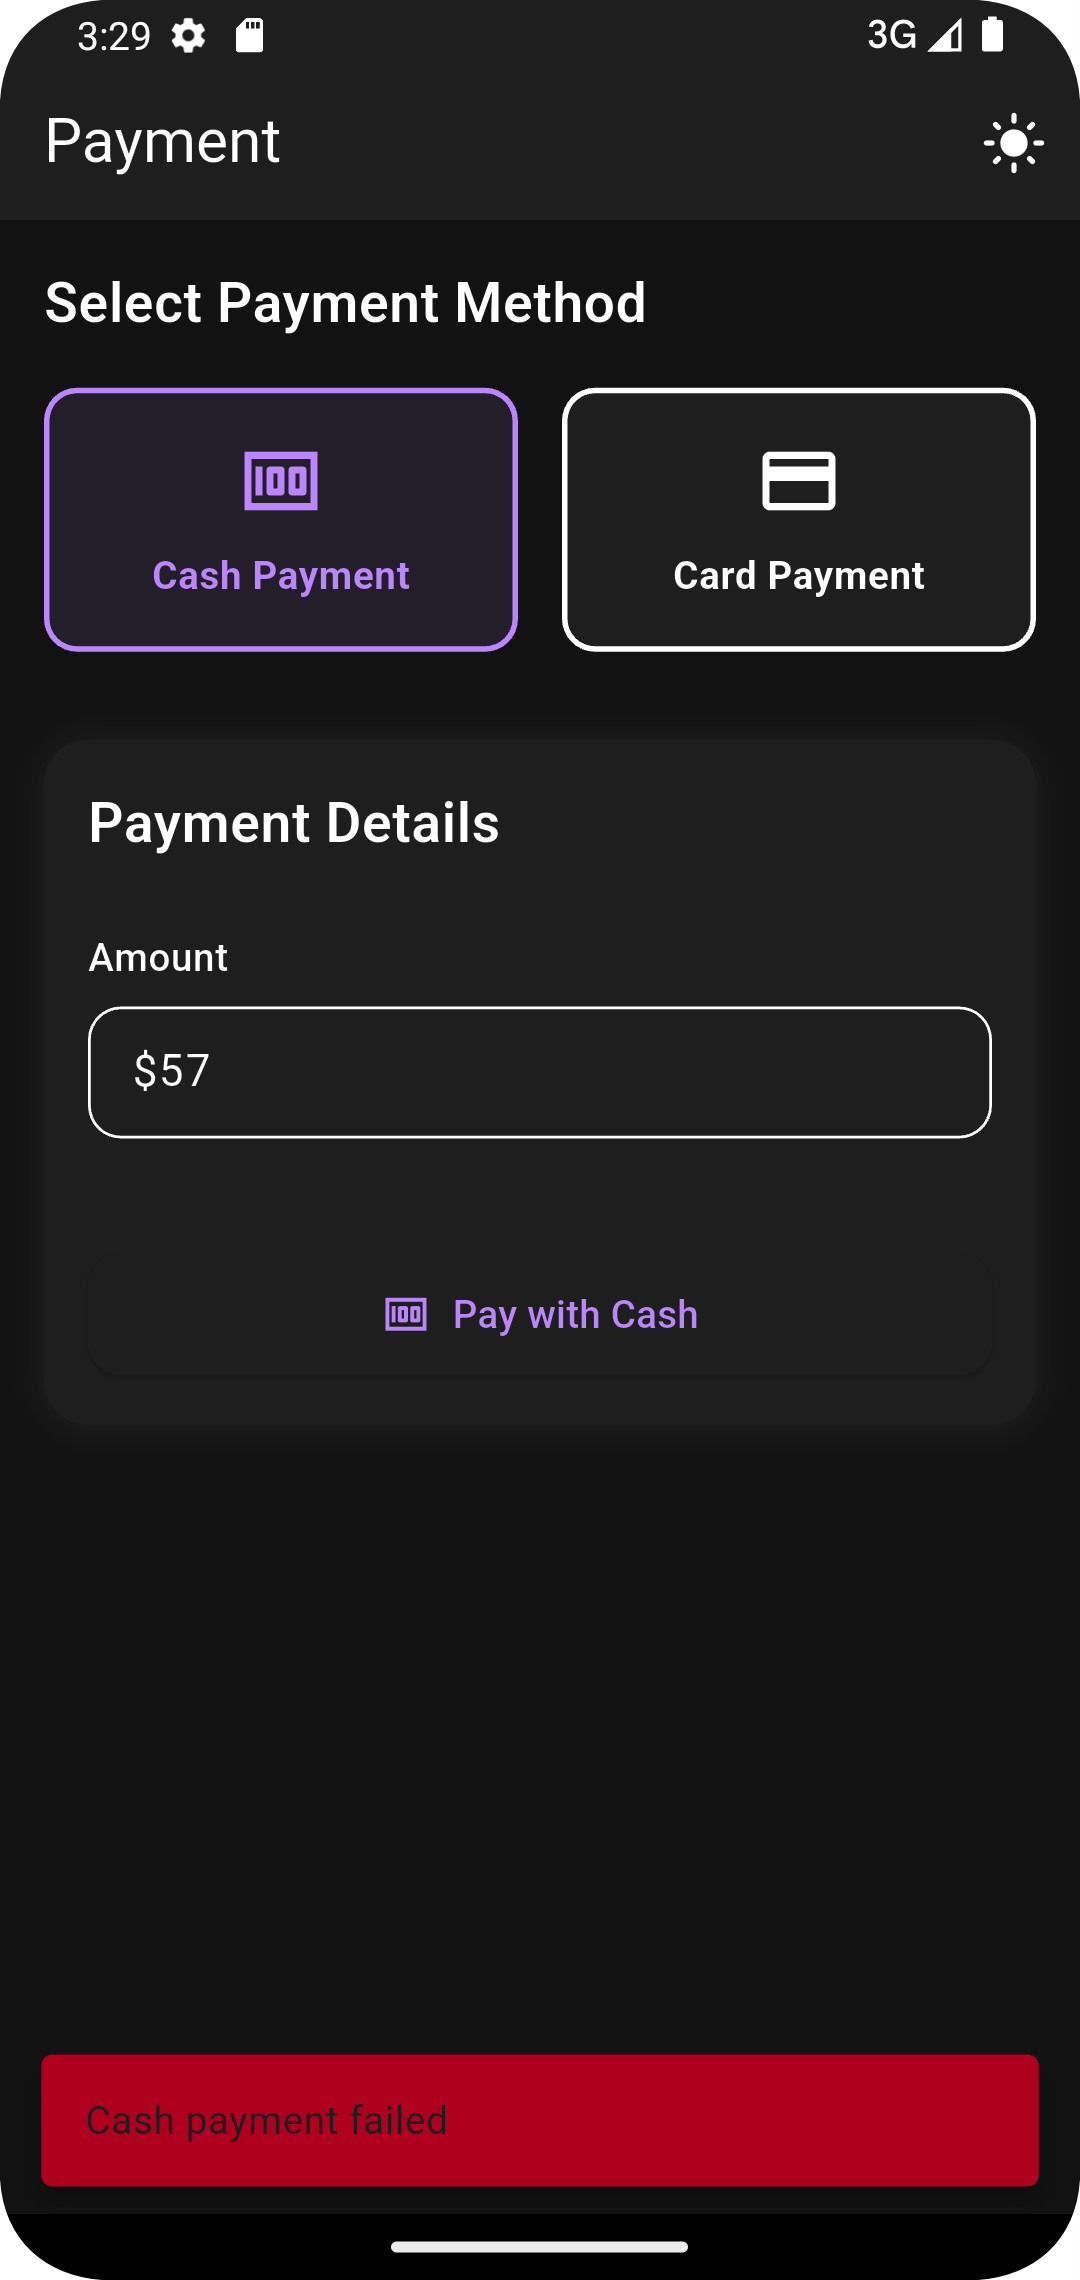 3:29
3G
Payment
Select Payment Method
100
Cash Payment
Card Payment
Payment Details
Amount
$57
100 Pay with Cash
Cash payment failed